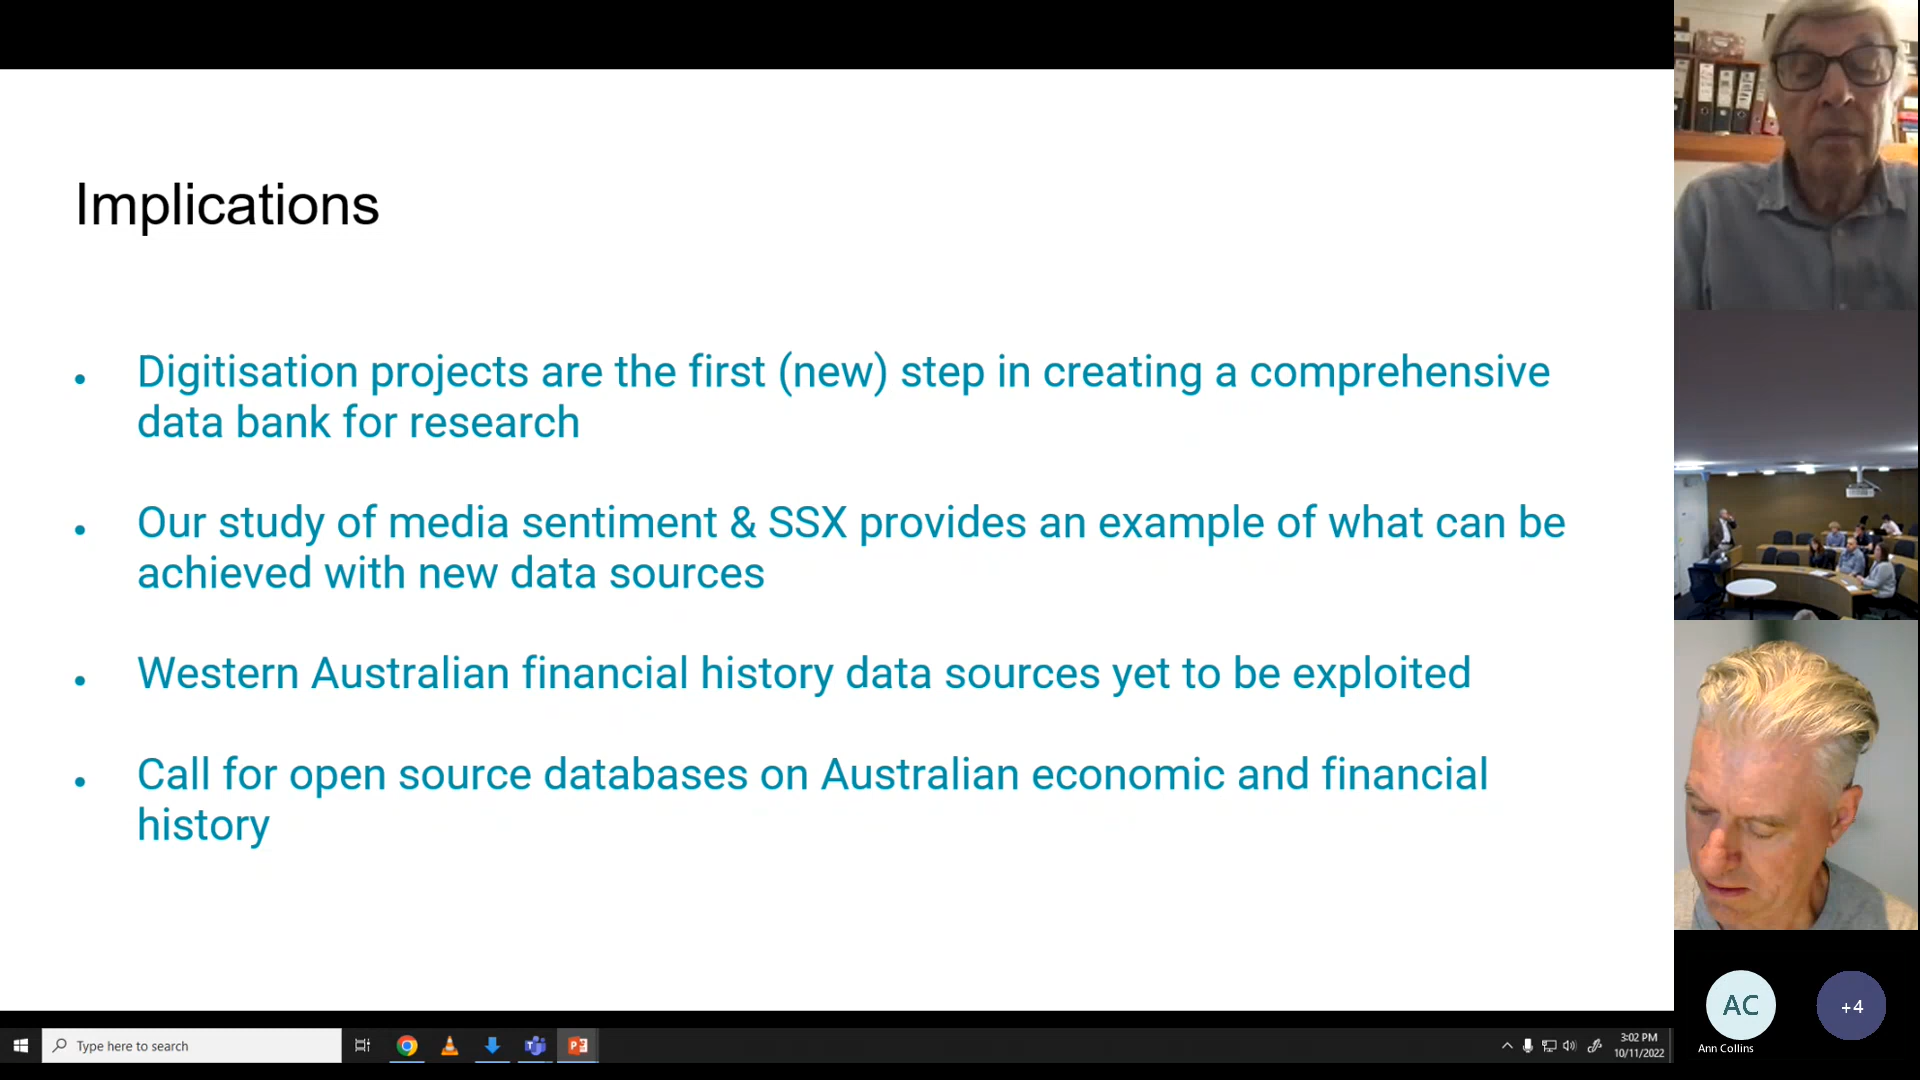 Implications
Digitisation projects are the first (new) step in creating a comprehensive
data bank for research
Our study of media sentiment & SSX provides an example of what can be
achieved with new data sources
Western Australian financial history data sources yet to be exploited
Call for open source databases on Australian economic and financial
history
AC
+4
Ann Collins
Type here to search
3:02 PM
10/11/2022